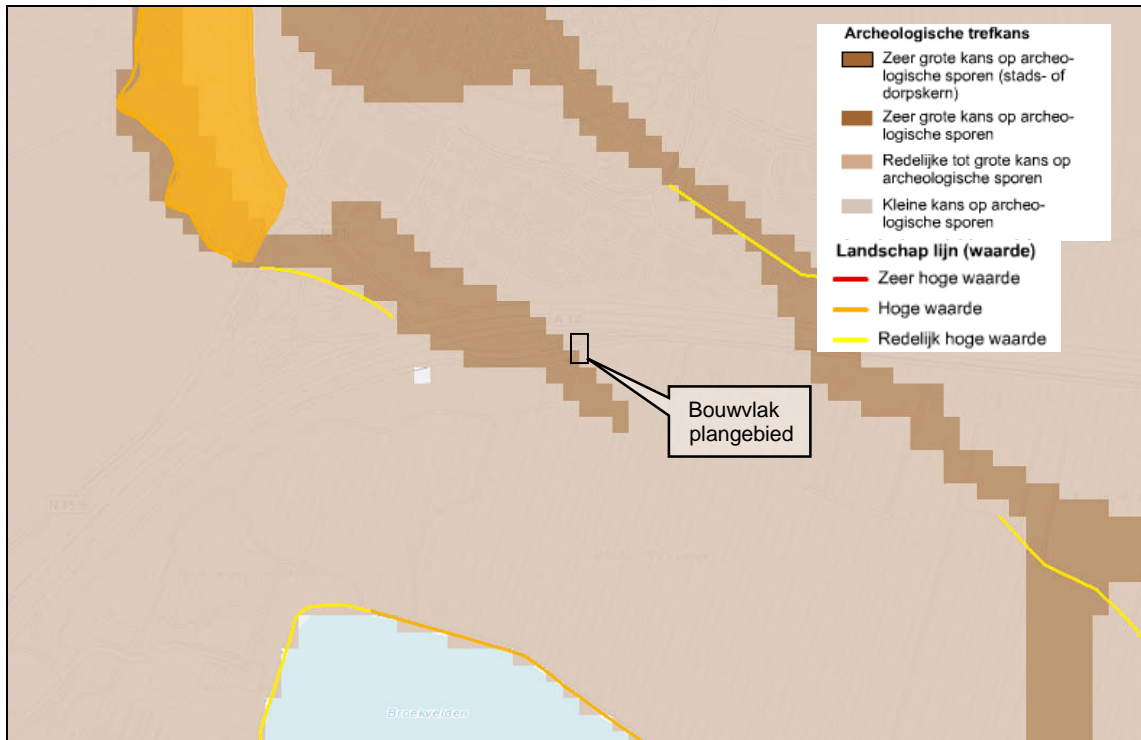 Archeologische trefkans
Zeer grote kans op archeo-
logische sporen (stads- of
dorpskern)
Zeer grote kans op archeo-
logische sporen
Redelijke tot grote kans op
archeologische sporen
Kleine kans op archeo-
logische sporen
Landschap lijn (waarde)
Zeer hoge waarde
Hoge waarde
Redelijk hoge waarde
A12
Bouwvlak
plangebied
Broekvelden